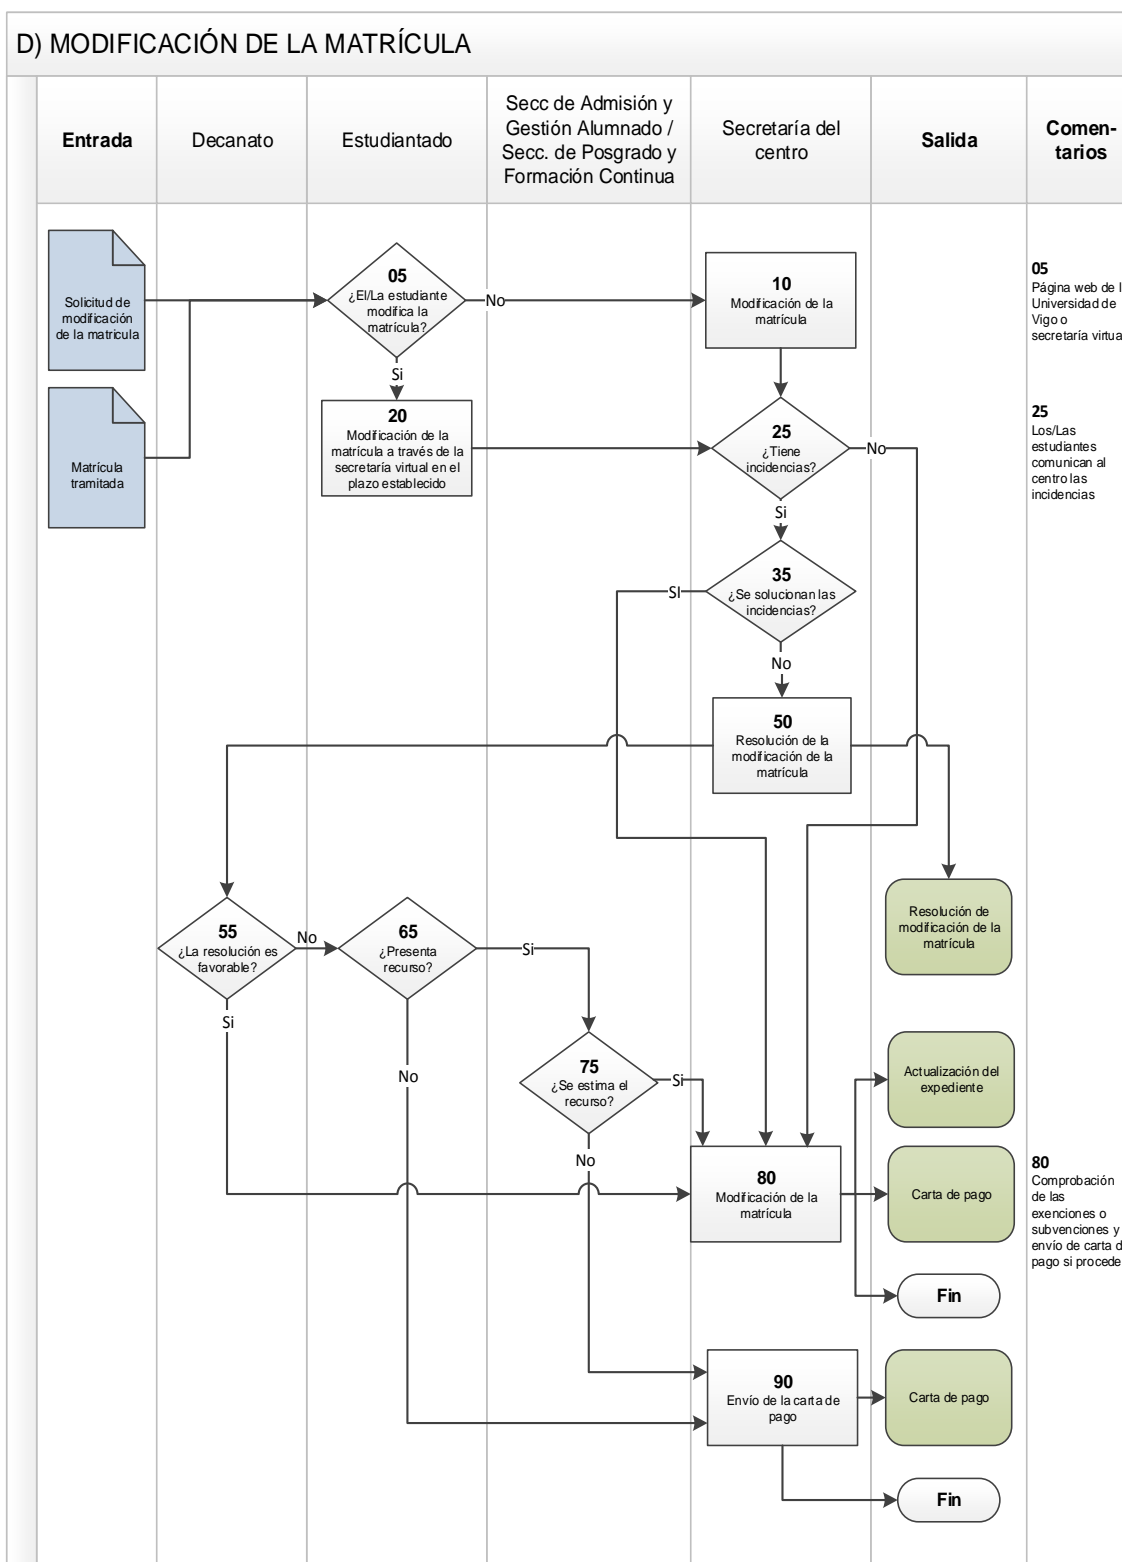 D) MODIFICACIÓN DE LA MATRÍCULA
Entrada
Decanato
Estudiantado
Secc de Admisión y
Gestión Alumnado /
Secc. de Posgrado y
Formación Continua
Secretaría del
centro
Salida
Comen-
tarios
Solicitud de
modificación
de la matricula
05
¿El/La estudiante
modifica la
matrícula?
No
10
Modificación de la
matrícula
05
Página web de l
Universidad de
Vigo o
secretaría virtua
Si
Matrícula
tramitada
20
Modificación de la
matrícula a través de la
secretaría virtual en el
plazo establecido
25
¿Tiene
incidencias?
No
25
Los/Las
estudiantes
comunican al
centro las
incidencias
Si
35
¿Se solucionan las
incidencias?
SI
No
50
Resolución de la
modificación de la
matrícula
Resolución de
modificación de la
matrícula
55
¿La resolución es
favorable?
No
65
¿Presenta
recurso?
Si
Si
No
75
¿Se estima el
recurso?
Si
No
Actualización del
expediente
80
Modificación de la
matrícula
Carta de pago
80
Comprobación
de las
exenciones o
subvenciones y
envío de carta d
pago si procede
Fin
90
Envío de la carta de
pago
Carta de pago
Fin